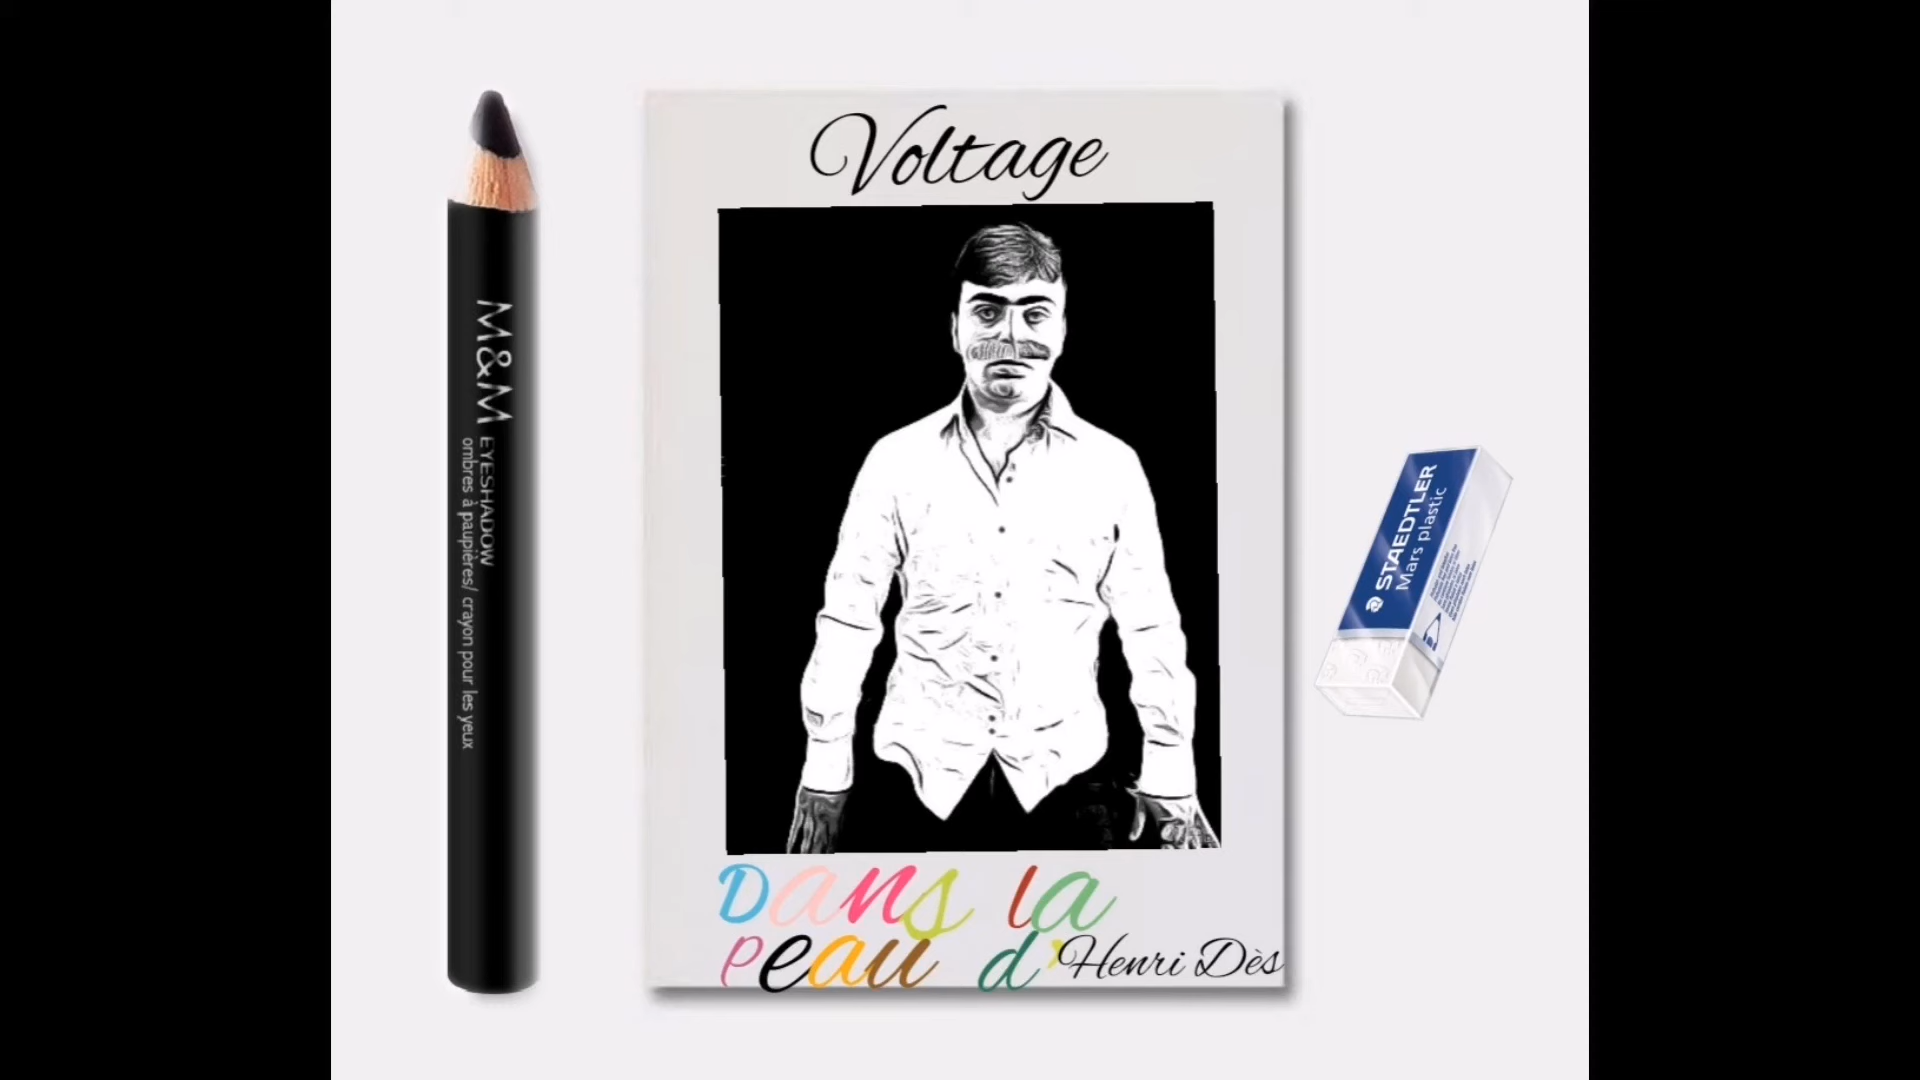 Voltage
M&M
EYESHADOW
ombres à paupières/ crayon pour les yeux
STAEDTLER
Mars plastic
Dans la
peau d'Henri Dès